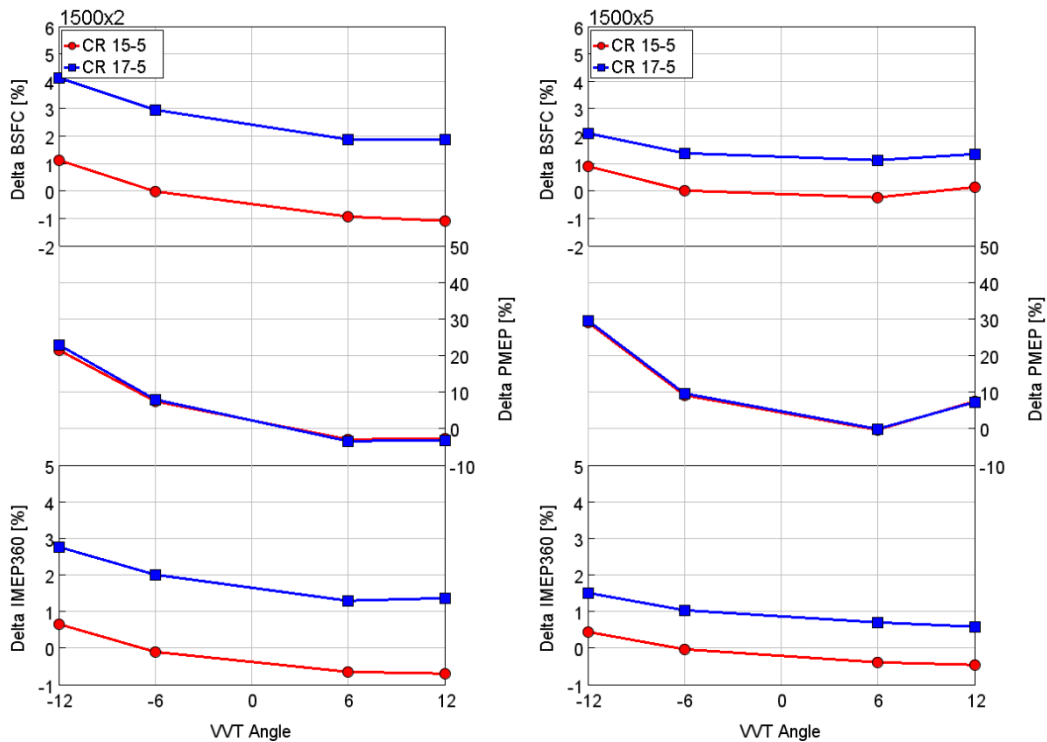 1500x2
CR 15-5
CR 17-5
Delta BSFC [%]
6
5
4
3
2
1
0
-1
-2
Delta PMEP [%]
50
40
30
20
10
0
-10
Delta IMEP360 [%]
5
4
3
2
1
0
-1
-12 -6 0 6 12
VVT Angle
1500x5
CR 15-5
CR 17-5
Delta BSFC [%]
6
5
4
3
2
1
0
-1
-2
Delta PMEP [%]
50
40
30
20
10
0
-10
Delta IMEP360 [%]
5
4
3
2
1
0
-1
-12 -6 0 6 12
VVT Angle